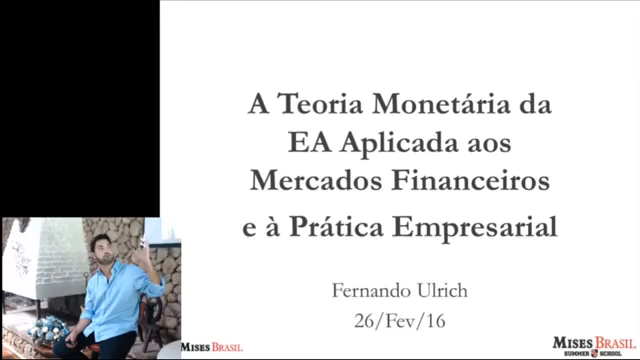 A Teoria Monetária da
EA Aplicada aos
Mercados Financeiros
e à Prática Empresarial
Fernando Ulrich
26/Fev/16
MISES BRASIL
MISES BRASIL
SUMMER SCHOOL